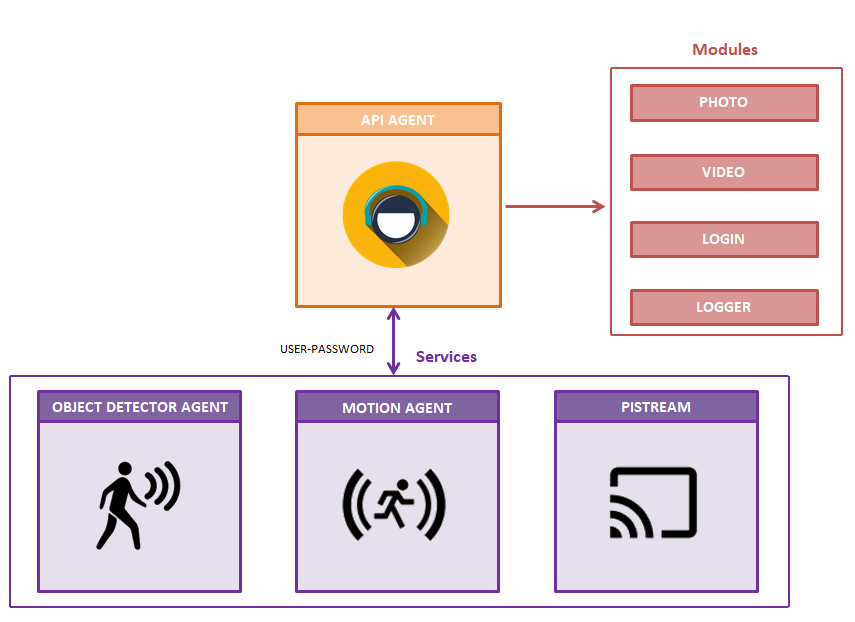 Modules
PHOTO
API AGENT
VIDEO
LOGIN
LOGGER
USER-PASSWORD
Services
OBJECT DETECTOR AGENT
MOTION AGENT
PISTREAM